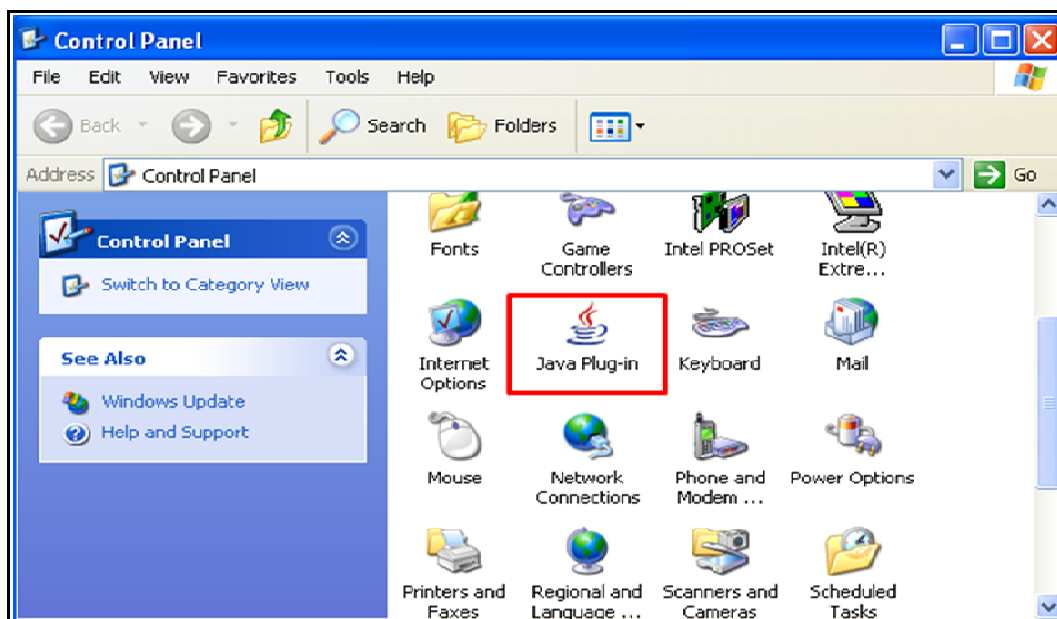 Control Panel
File Edit View Favorites Tools Help
Back Search Folders
Address Control Panel Go
Control Panel
Switch to Category View
See Also
Windows Update
Help and Support
Fonts
Game
Controllers
Intel PROSet
Intel(R)
Extre...
Internet
Options
Java Plug-in
Keyboard
Mail
Mouse
Network
Connections
Phone and
Modem ...
Power Options
Printers and
Faxes
Regional and
Language ...
Scanners and
Cameras
Scheduled
Tasks